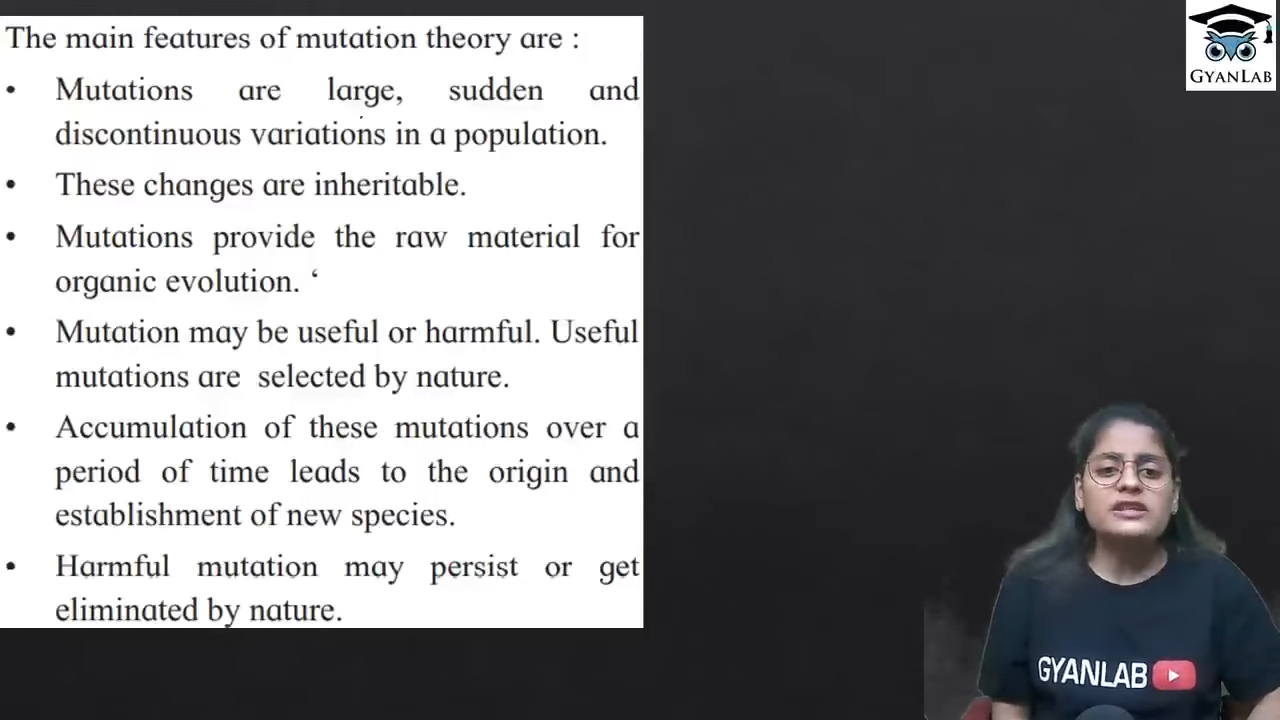 The main features of mutation theory are :
• Mutations are large, sudden and
discontinuous variations in a population.
• These changes are inheritable.
• Mutations provide the raw material for
organic evolution. ‘
• Mutation may be useful or harmful. Useful
mutations are selected by nature.
• Accumulation of these mutations over a
period of time leads to the origin and
establishment of new species.
• Harmful mutation may persist or get
eliminated by nature.
GYANLAB
GYANLAB